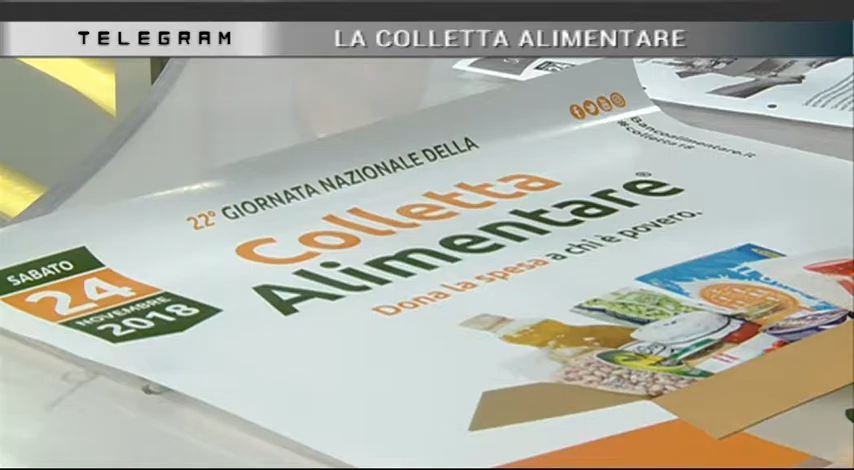 TELEGRAM LA COLLETTA ALIMENTARE
Bancoalimentare.it
#colletta18
22° GIORNATA NAZIONALE DELLA
Colletta
Alimentare®
Dona la spesa a chi è povero.
SABATO
24
NOVEMBRE
2018